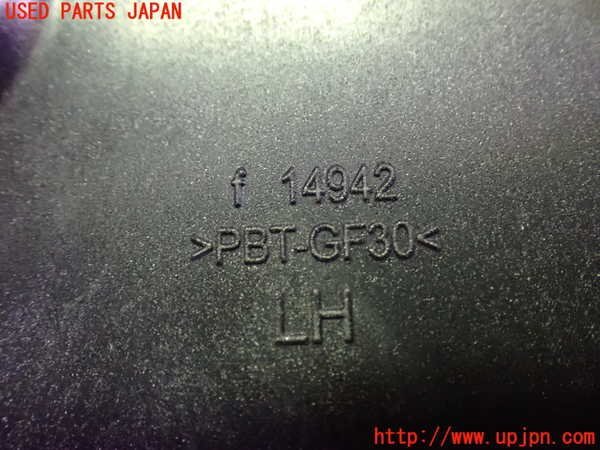 USED PARTS JAPAN
f 14942
>PBT-GF30<
LH
http://www.upjpn.com/